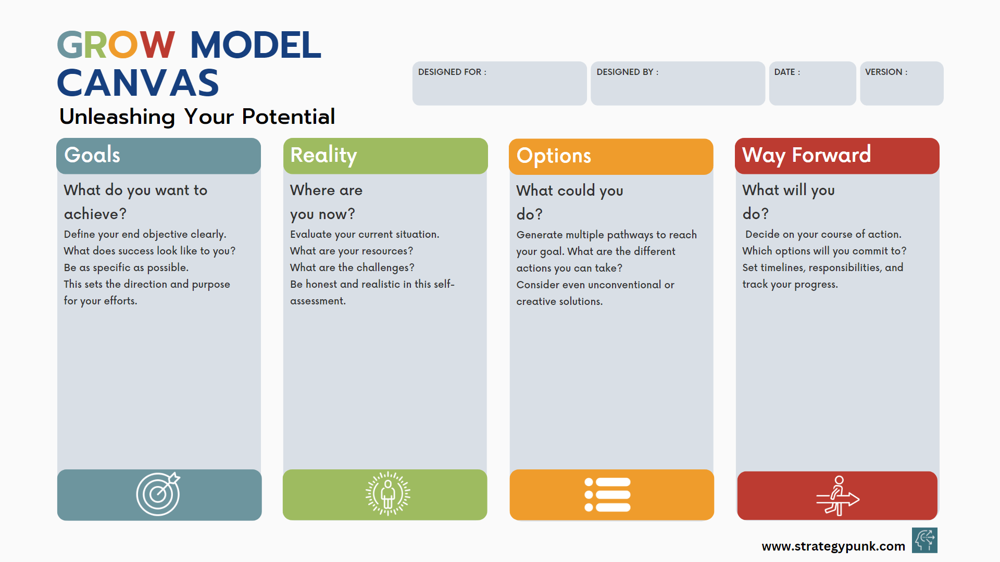 GROW MODEL
CANVAS
Unleashing Your Potential
DESIGNED FOR :
DESIGNED BY :
DATE :
VERSION :
Goals
What do you want to
achieve?
Define your end objective clearly.
What does success look like to you?
Be as specific as possible.
This sets the direction and purpose
for your efforts.
Reality
Where are
you now?
Evaluate your current situation.
What are your resources?
What are the challenges?
Be honest and realistic in this self-
assessment.
Options
What could you
do?
Generate multiple pathways to reach
your goal. What are the different
actions you can take?
Consider even unconventional or
creative solutions.
Way Forward
What will you
do?
Decide on your course of action.
Which options will you commit to?
Set timelines, responsibilities, and
track your progress.
www.strategypunk.com